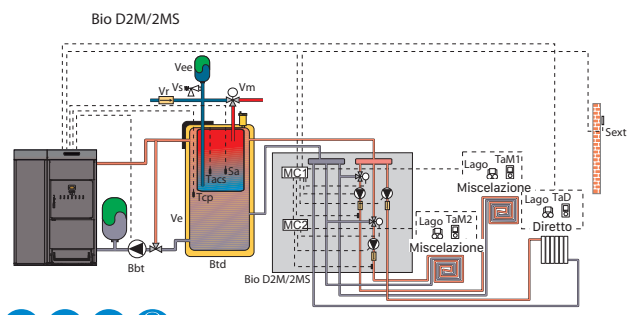 Bio D2M/2MS
Vee
Vs
Vr
Vm
Sext
Lago TaM1
MC1
Sa
Tacs
Miscelazione
Tcp
Lago TaD
Ve
MC2
Lago TaM2
Diretto
Miscelazione
Bbt
Btd
Bio D2M/2MS